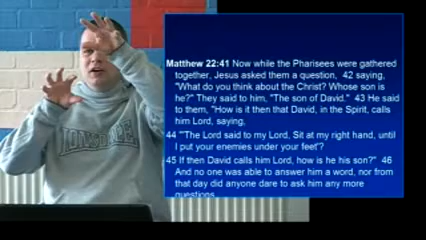 LONSDALE
Matthew 22:41 Now while the Pharisees were gathered
together, Jesus asked them a question,  42 saying,
"What do you think about the Christ? Whose son is
he?" They said to him, "The son of David."  43 He said
to them, "How is it then that David, in the Spirit, calls
him Lord, saying,
44 "'The Lord said to my Lord, Sit at my right hand, until
I put your enemies under your feet'?
45 If then David calls him Lord, how is he his son?"  46
And no one was able to answer him a word, nor from
that day did anyone dare to ask him any more
questions.